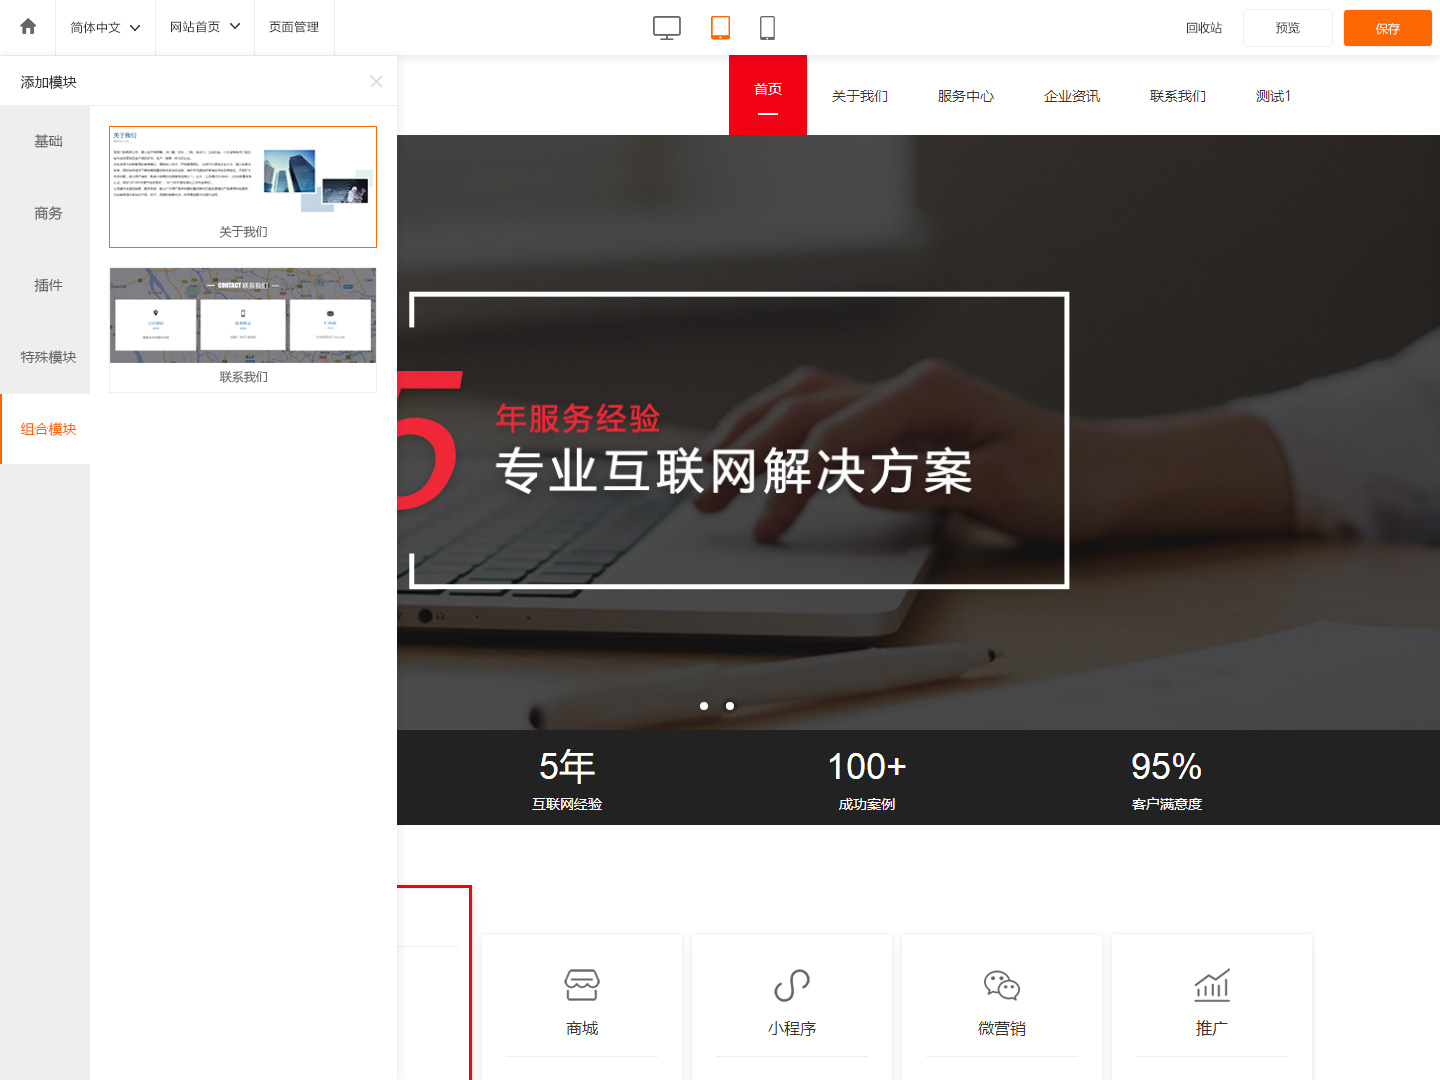 简体中文
网站首页
页面管理
回收站
预览
保存
添加模块
基础
商务
插件
特殊模块
组合模块
关于我们
关于我们
CONTACT 联系我们
联系我们
首页
关于我们
服务中心
企业资讯
联系我们
测试1
5
年服务经验
专业互联网解决方案
5年
互联网经验
100+
成功案例
95%
客户满意度
商城
小程序
微营销
推广